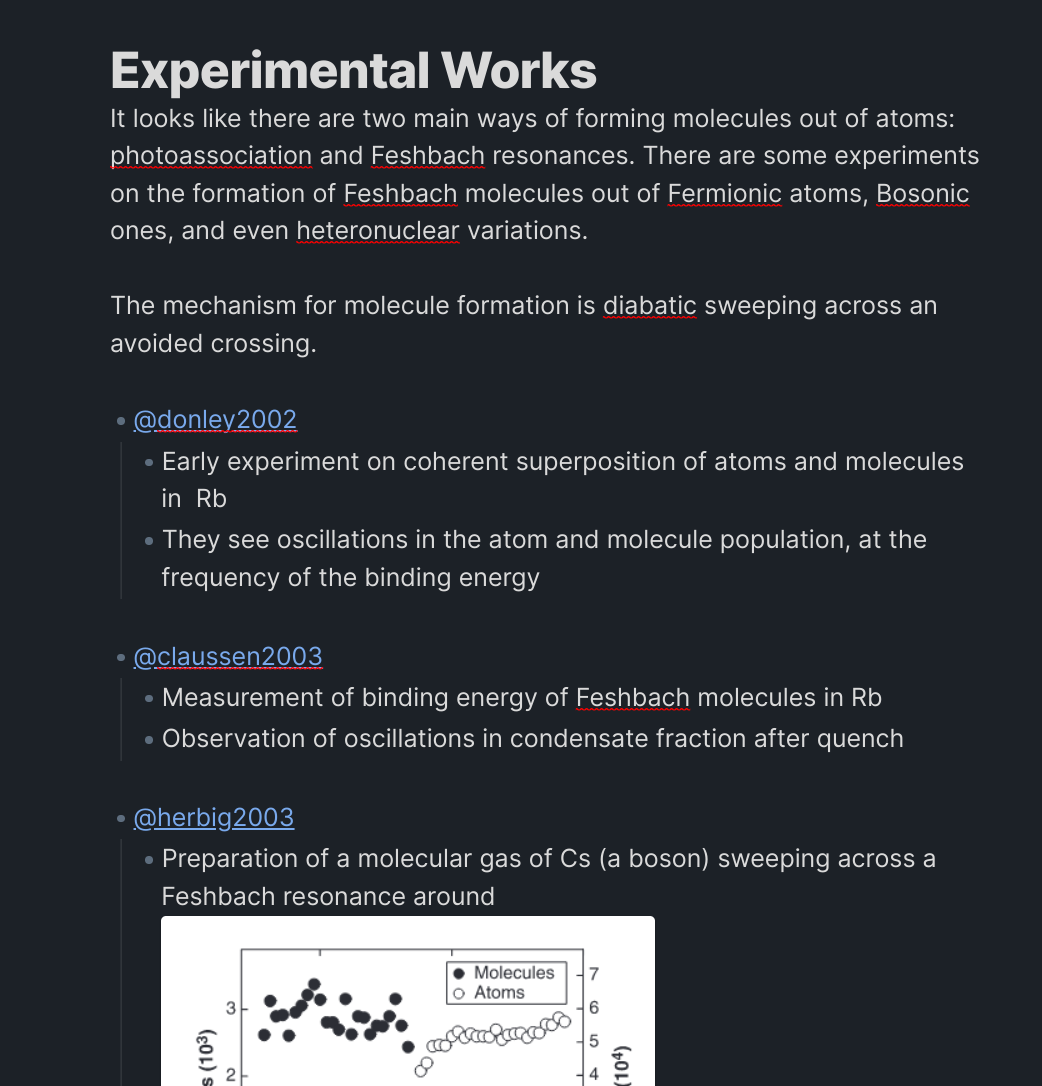 Experimental Works
It looks like there are two main ways of forming molecules out of atoms:
photoassociation and Feshbach resonances. There are some experiments
on the formation of Feshbach molecules out of Fermionic atoms, Bosonic
ones, and even heteronuclear variations.
The mechanism for molecule formation is diabatic sweeping across an
avoided crossing.
@donley2002
Early experiment on coherent superposition of atoms and molecules
in Rb
They see oscillations in the atom and molecule population, at the
frequency of the binding energy
@claussen2003
Measurement of binding energy of Feshbach molecules in Rb
Observation of oscillations in condensate fraction after quench
@herbig2003
Preparation of a molecular gas of Cs (a boson) sweeping across a
Feshbach resonance around
Molecules
Atoms
7
3
6
5
2
4
(10³)
(10⁴)